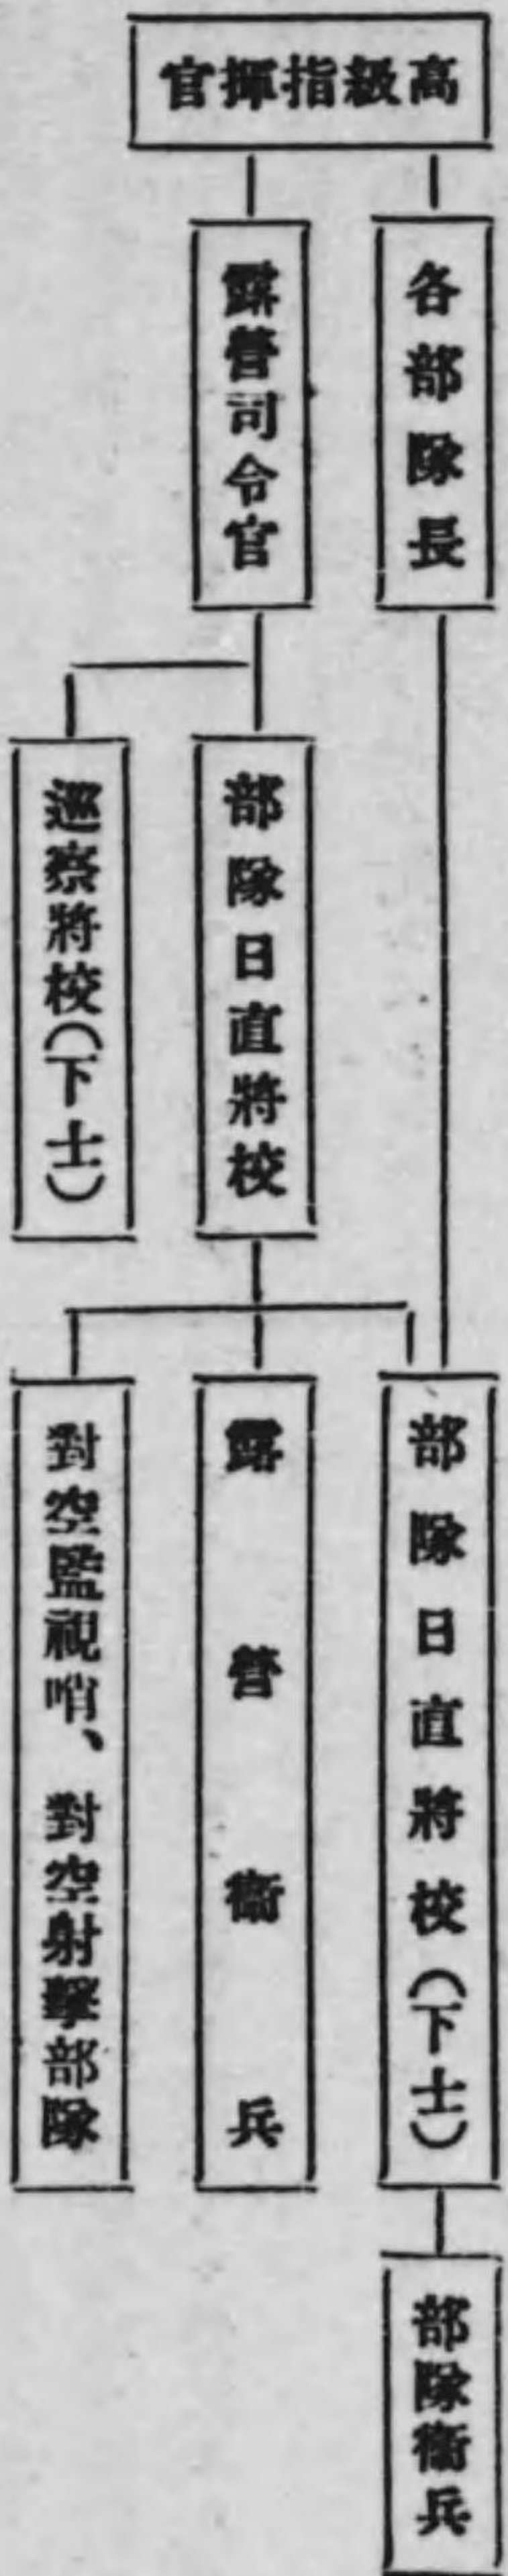 高級指揮官
各部隊長
露營司令官
部隊日直將校
巡察將校(下士)
部隊日直將校(下士)
露營衞兵
對空監視哨、對空射擊部隊
部隊衞兵